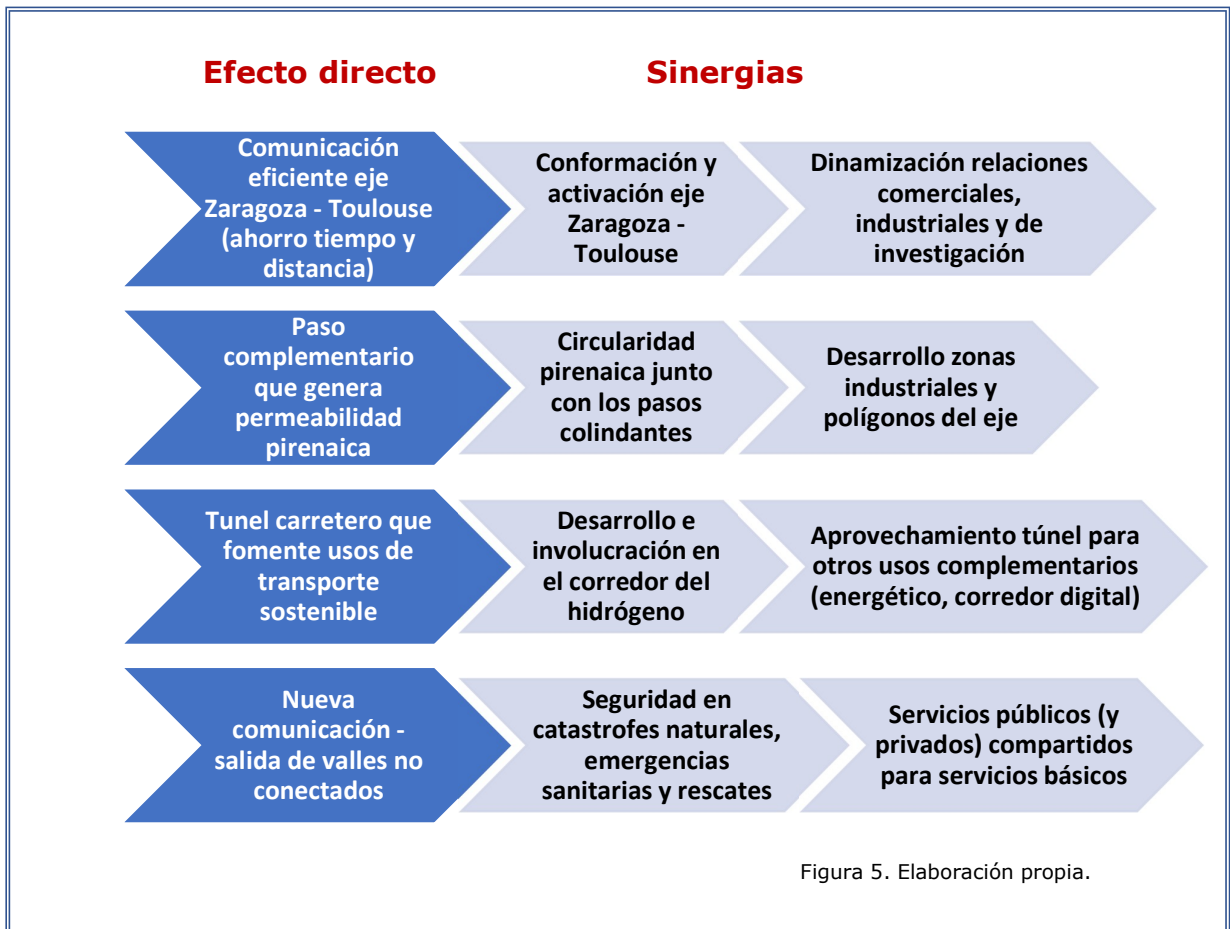 Efecto directo
Sinergias
Comunicación
eficiente eje
Zaragoza - Toulouse
(ahorro tiempo y
distancia)
Conformación y
activación eje
Zaragoza -
Toulouse
Dinamización relaciones
comerciales,
industriales y de
investigación
Paso
complementario
que genera
permeabilidad
pirenaica
Circularidad
pirenaica junto
con los pasos
colindantes
Desarrollo zonas
industriales y
polígonos del eje
Tunel carretero que
fomente usos de
transporte
sostenible
Desarrollo e
involucración en
el corredor del
hidrógeno
Aprovechamiento túnel para
otros usos complementarios
(energético, corredor digital)
Nueva
comunicación -
salida de valles no
conectados
Seguridad en
catastrofes naturales,
emergencias
sanitarias y rescates
Servicios públicos (y
privados) compartidos
para servicios básicos
Figura 5. Elaboración propia.